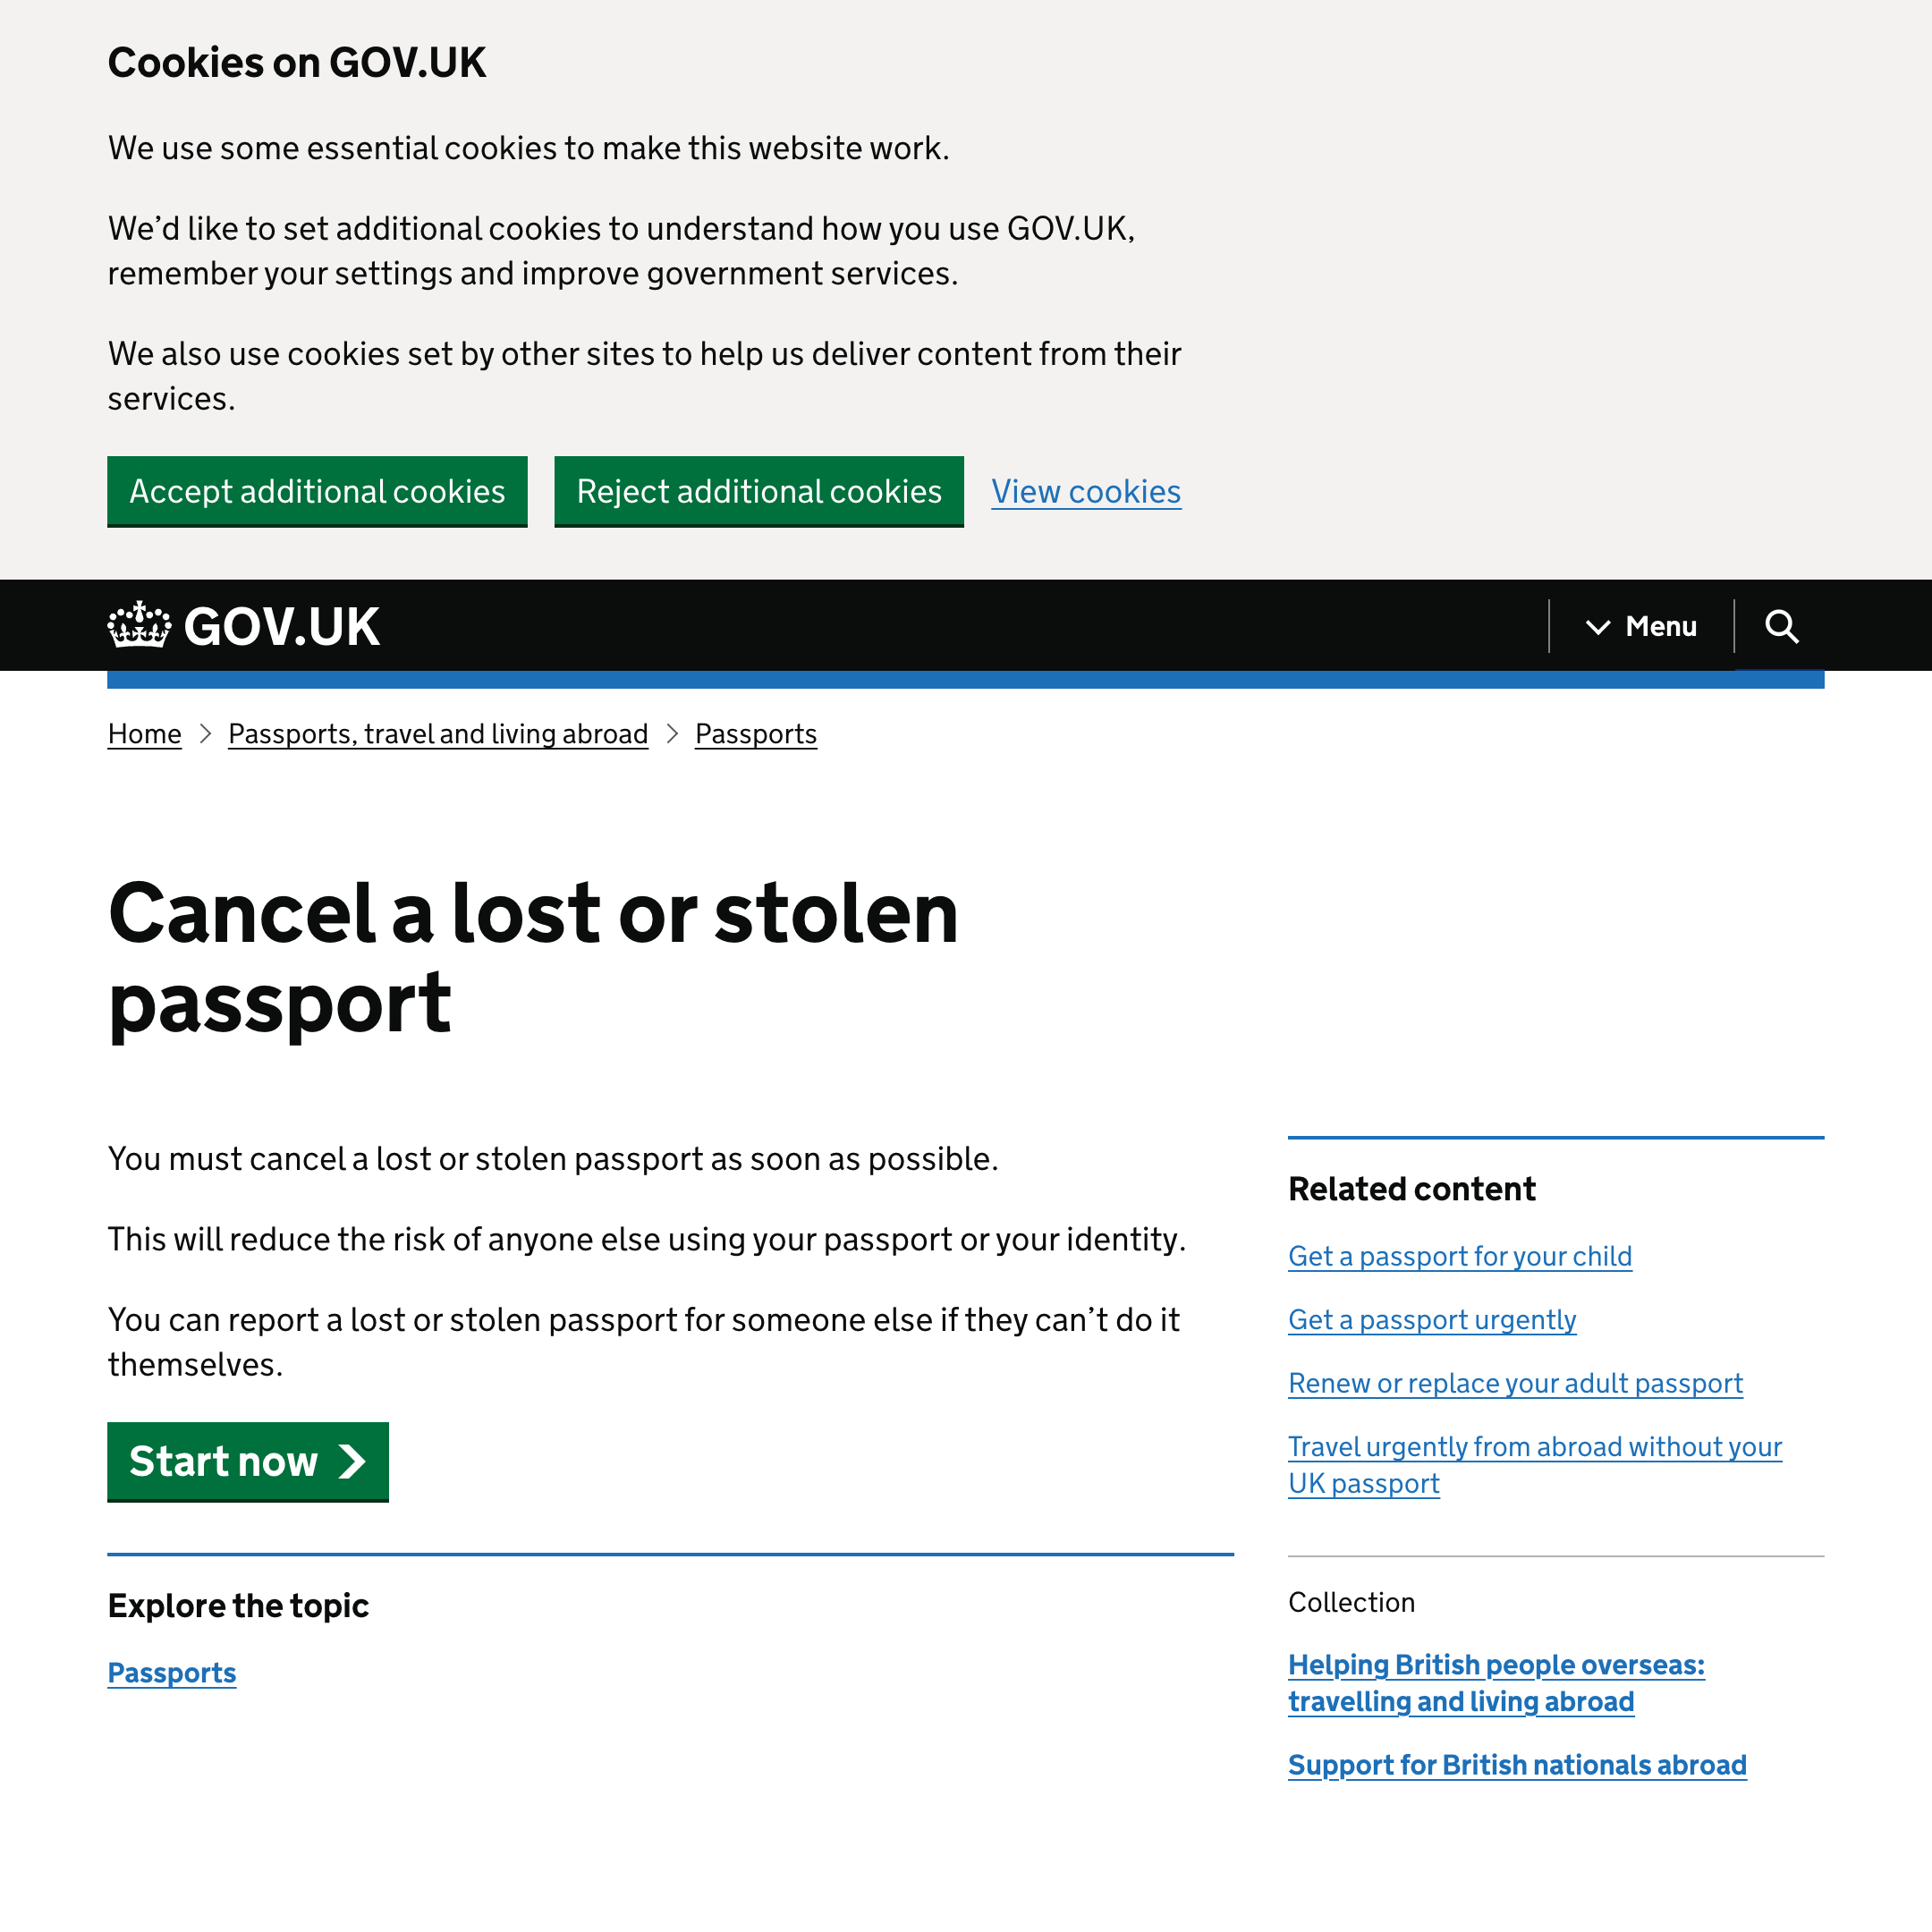 Cookies on GOV.UK
We use some essential cookies to make this website work.
We’d like to set additional cookies to understand how you use GOV.UK,
remember your settings and improve government services.
We also use cookies set by other sites to help us deliver content from their
services.
Accept additional cookies
Reject additional cookies
View cookies
GOV.UK
Menu
Home
Passports, travel and living abroad
Passports
Cancel a lost or stolen
passport
You must cancel a lost or stolen passport as soon as possible.
This will reduce the risk of anyone else using your passport or your identity.
You can report a lost or stolen passport for someone else if they can’t do it
themselves.
Start now
Explore the topic
Passports
Related content
Get a passport for your child
Get a passport urgently
Renew or replace your adult passport
Travel urgently from abroad without your
UK passport
Collection
Helping British people overseas:
travelling and living abroad
Support for British nationals abroad